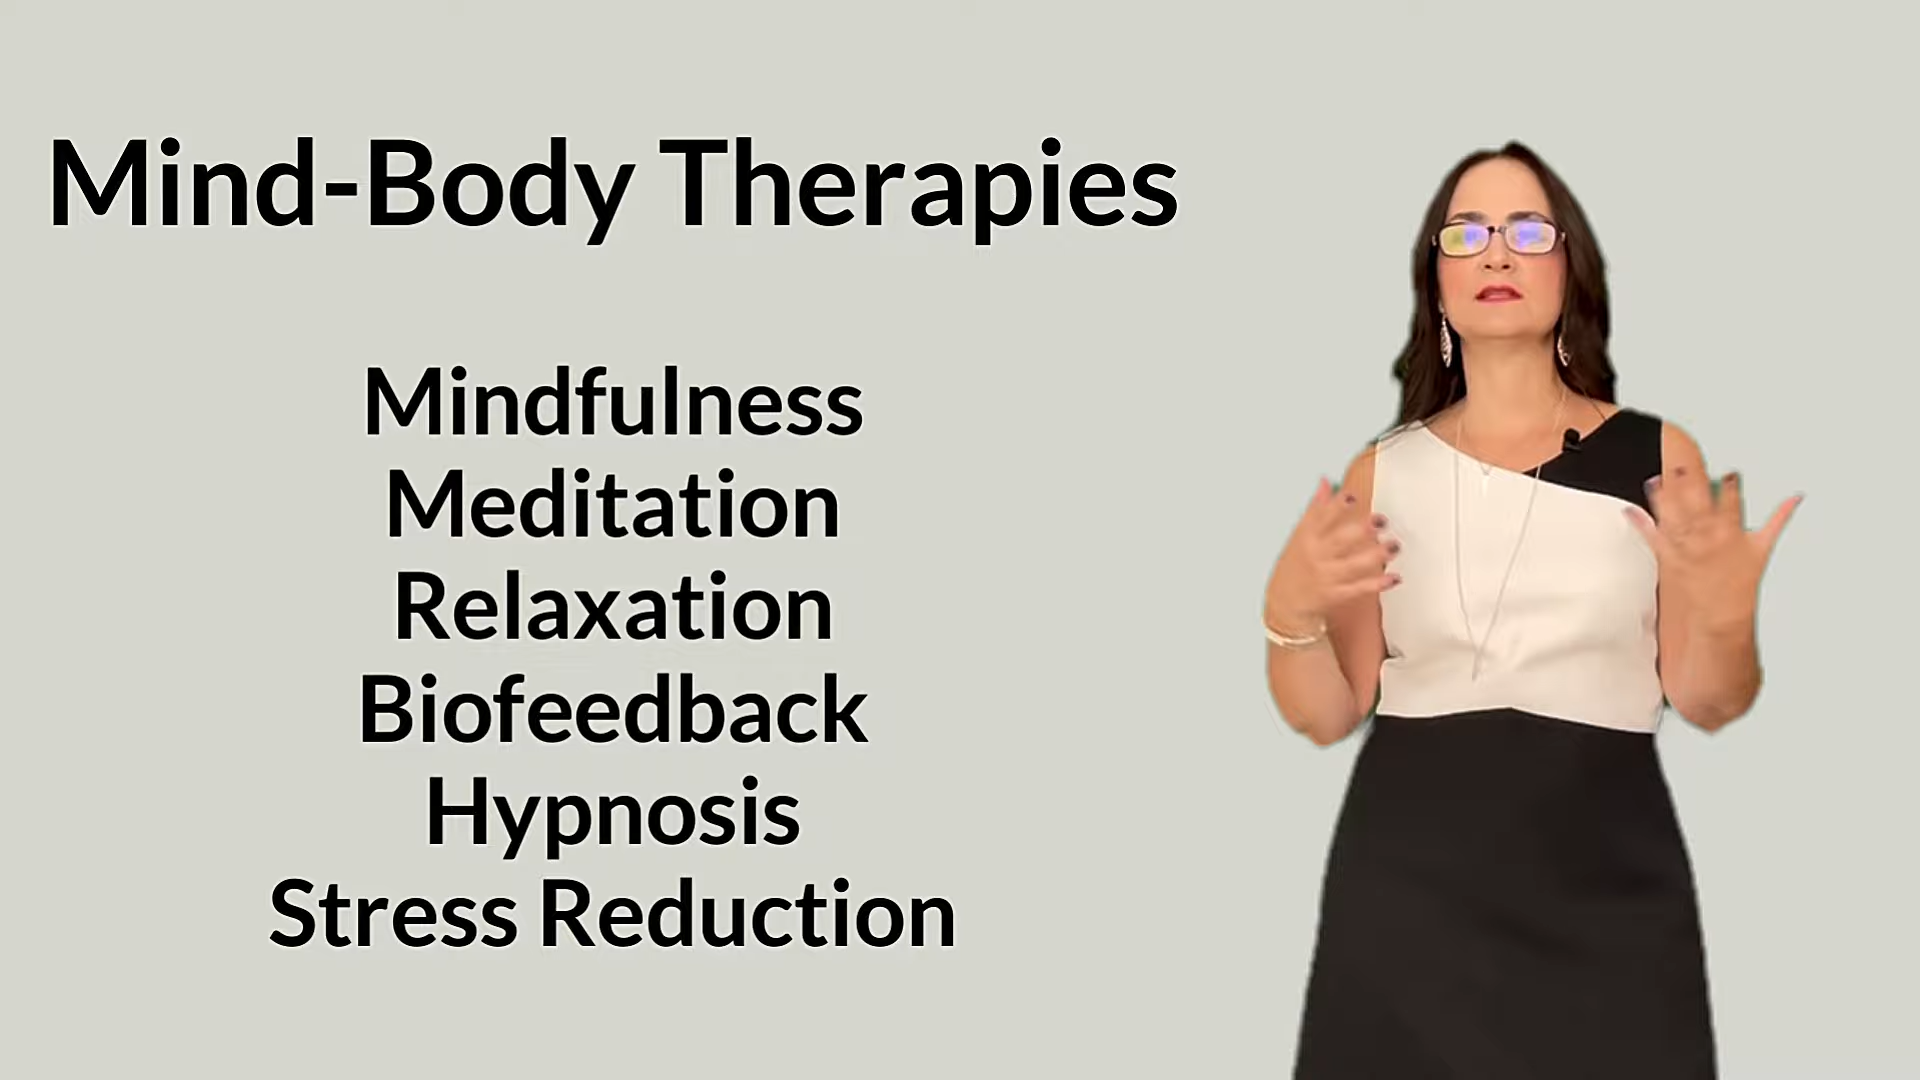 Mind-Body Therapies
Mindfulness
Meditation
Relaxation
Biofeedback
Hypnosis
Stress Reduction